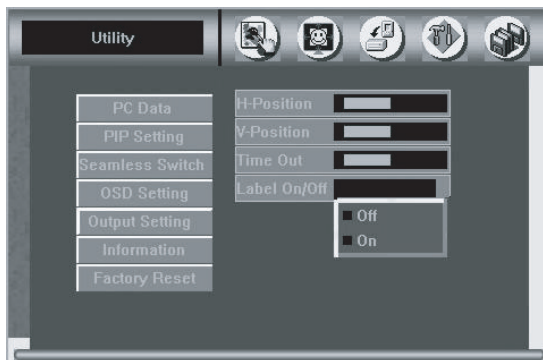 Utility
PC Data
PIP Setting
Seamless Switch
OSD Setting
Output Setting
Information
Factory Reset
H-Position
V-Position
Time Out
Label On/Off
Off
On